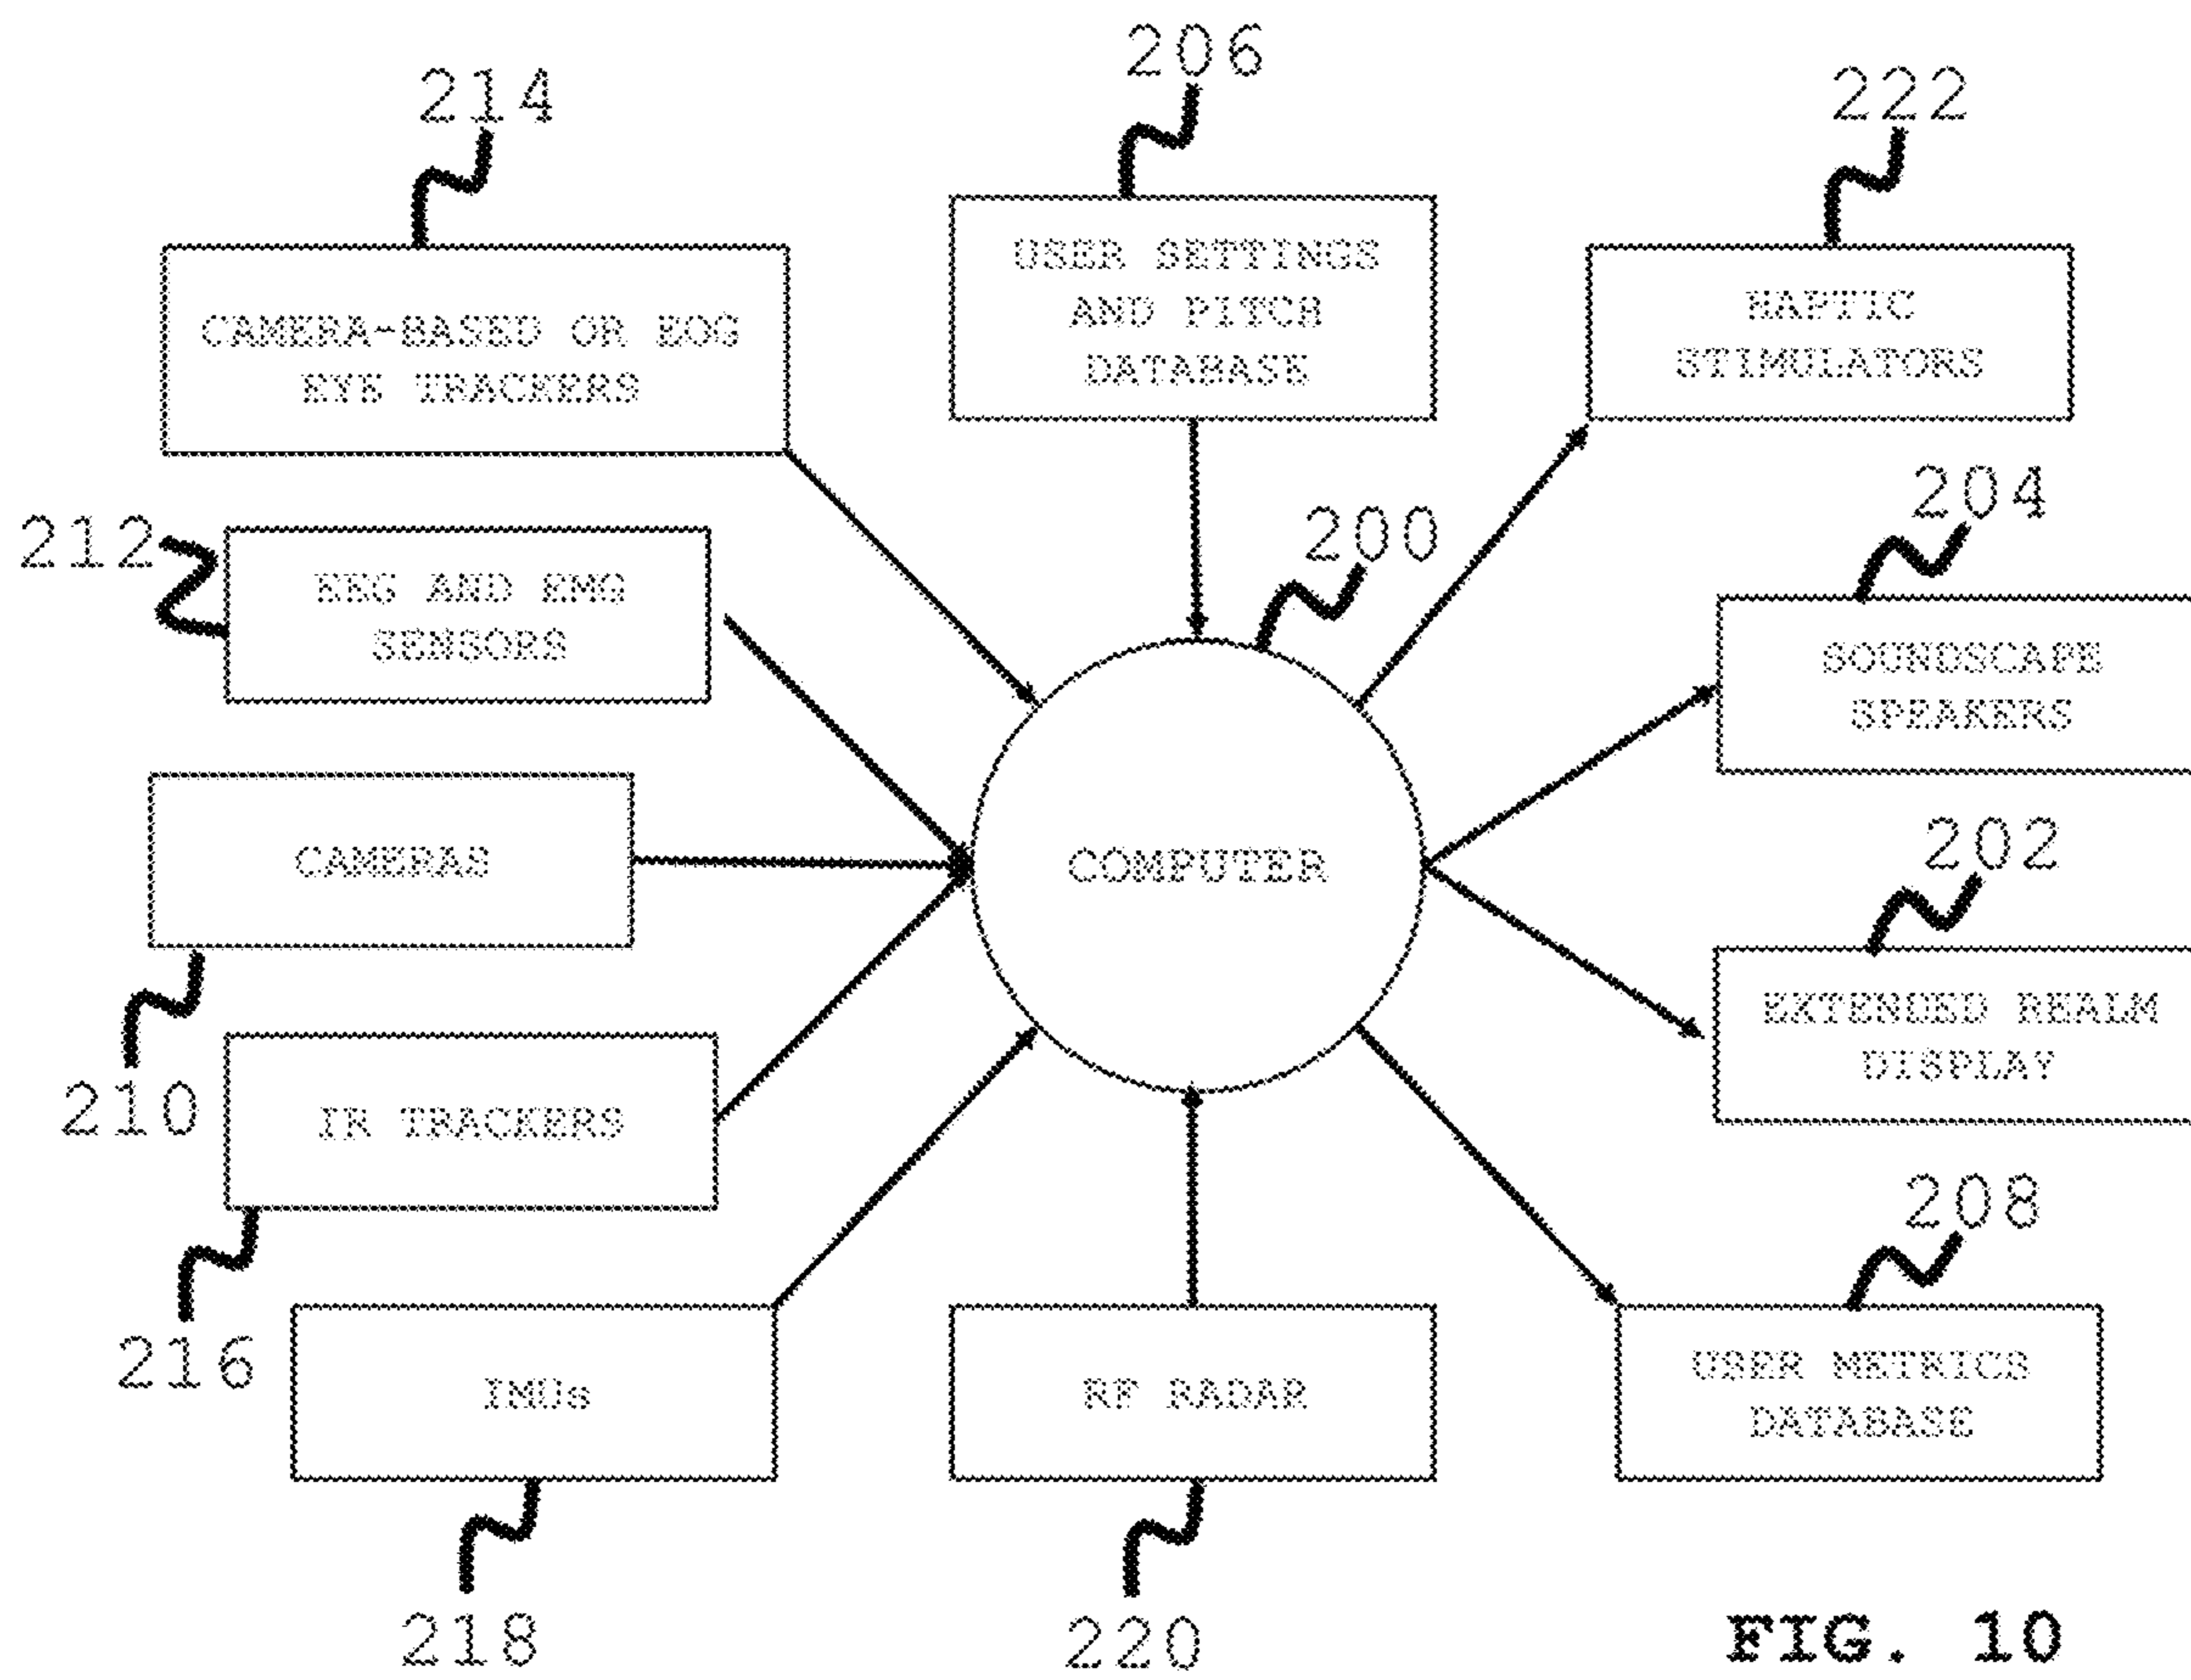 206
214
222
USER SETTINGS
AND PITCH
DATABASE
CAMERA-BASED OR EOG
EYE TRACKERS
HAPTIC
STIMULATORS
204
200
212
EEG AND EMG
SENSORS
SOUNDSCAPE
SPEAKERS
202
CAMERAS
COMPUTER
EXTENDED REALM
DISPLAY
210
IR TRACKERS
208
216
IMUs
RF RADAR
USER METRICS
DATABASE
218
220
FIG. 10